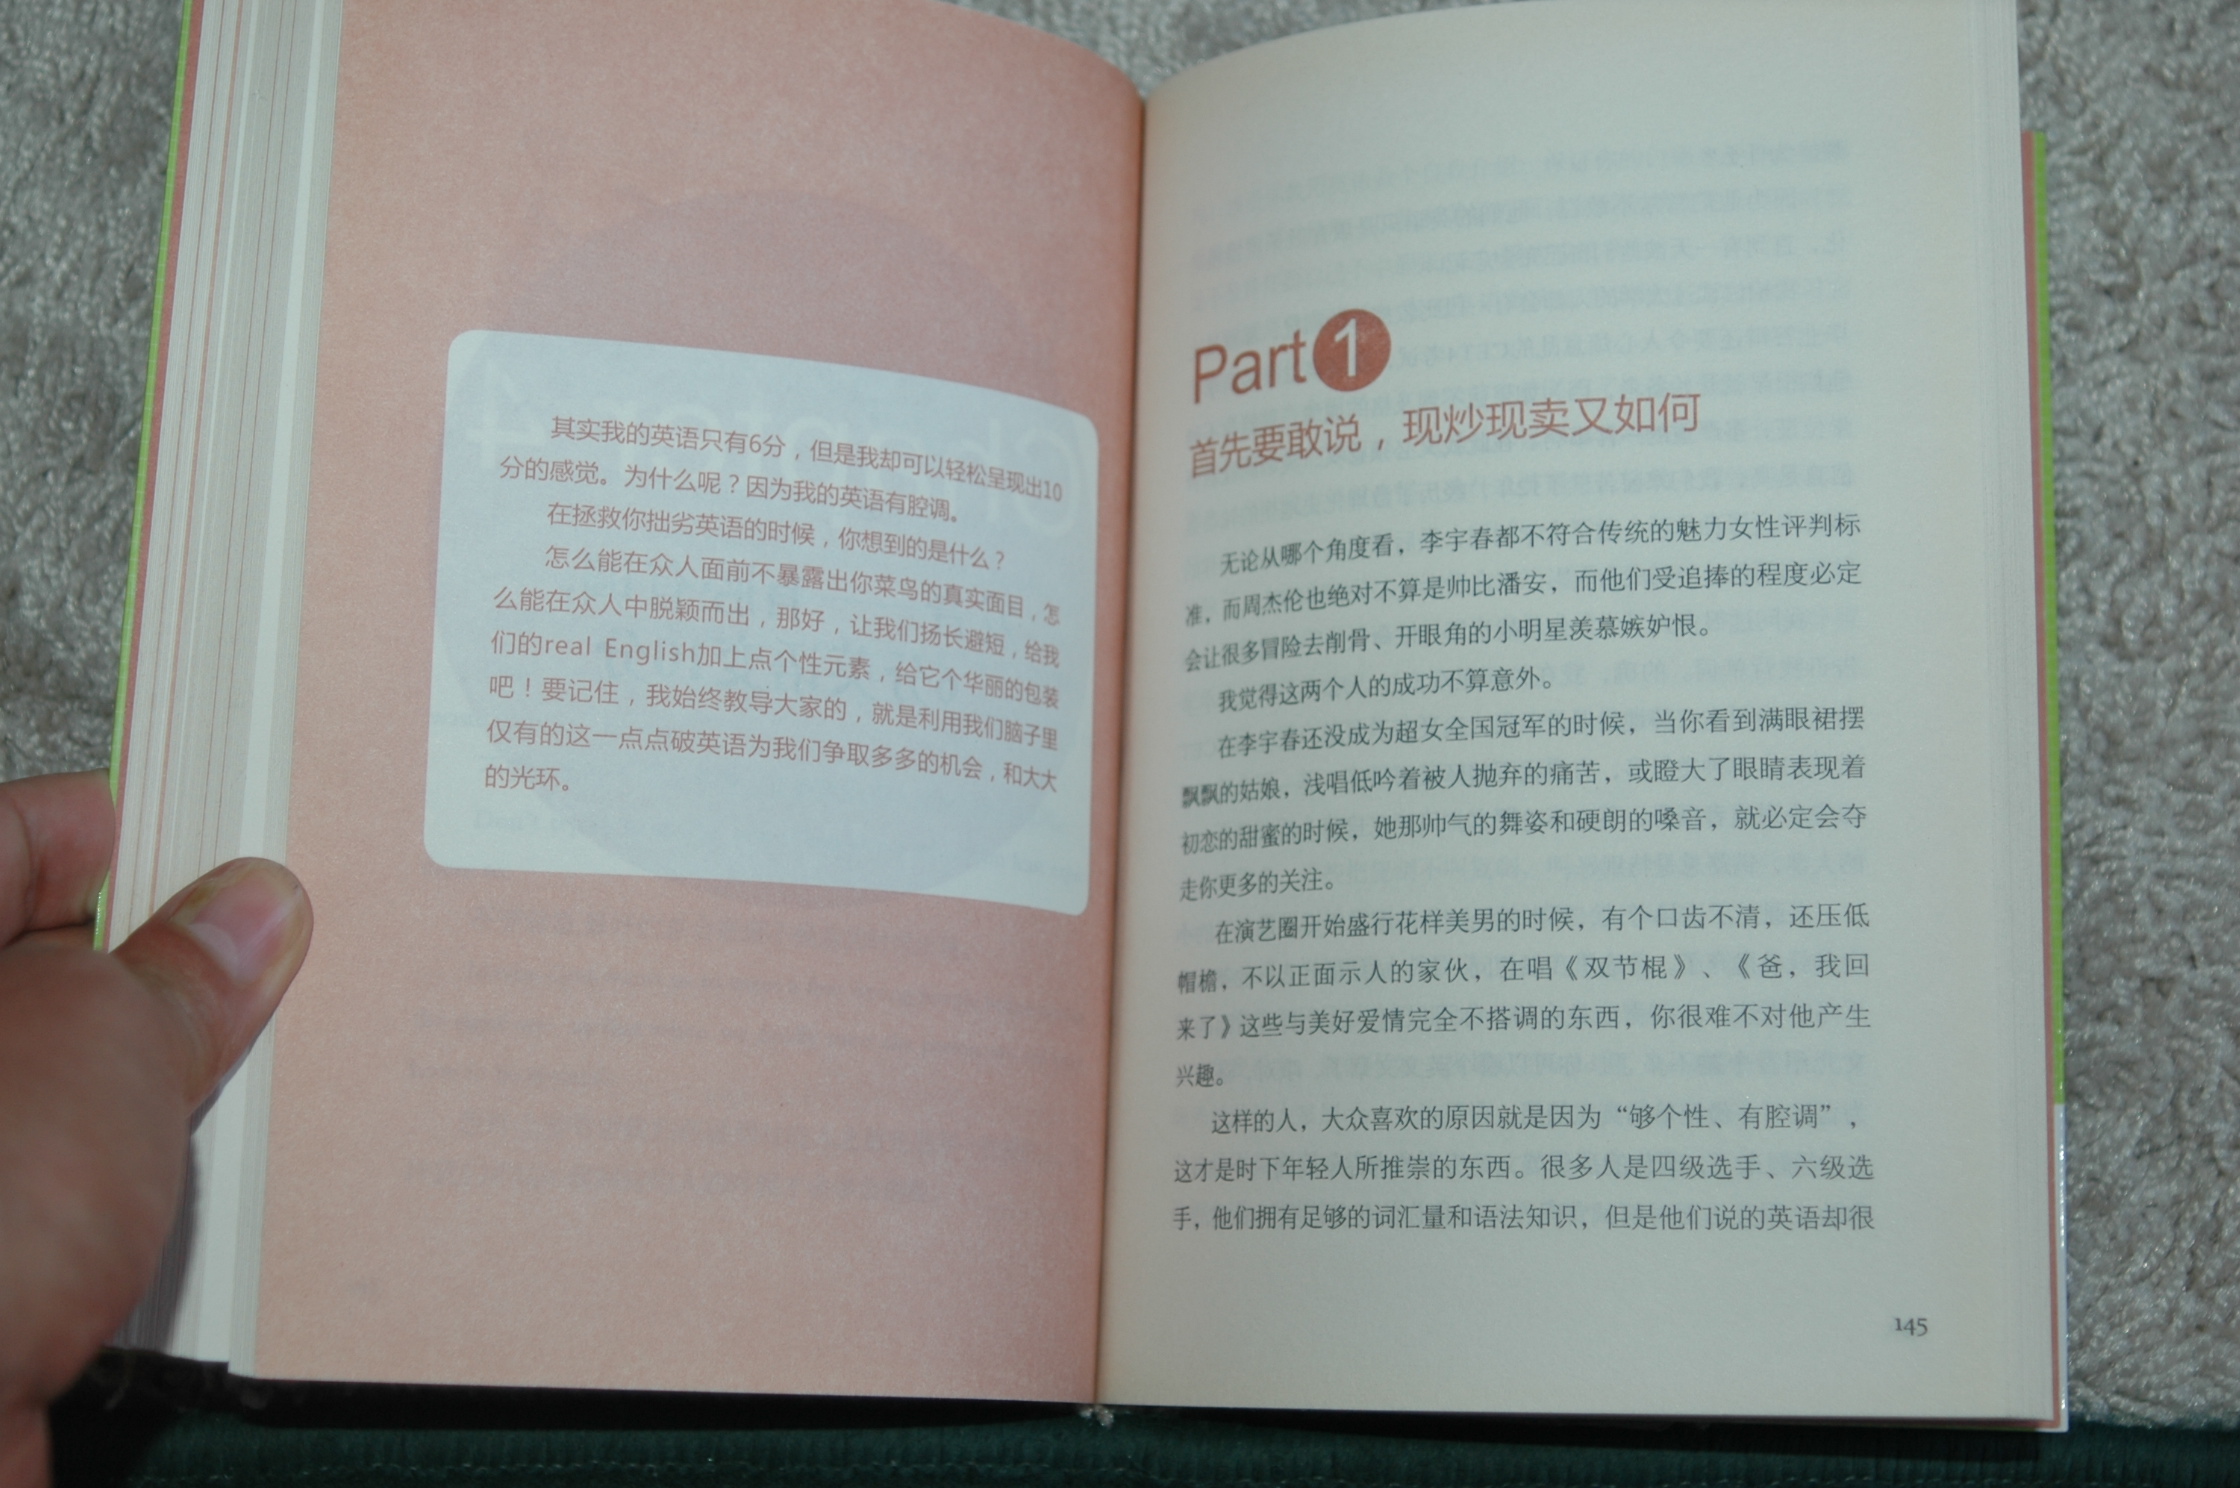 其实我的英语只有6分，但是我却可以轻松呈现出10
分的感觉。为什么呢？因为我的英语有腔调。
在拯救你拙劣英语的时候，你想到的是什么？
怎么能在众人面前不暴露出你菜鸟的真实面目，怎
么能在众人中脱颖而出，那好，让我们扬长避短，给我
们的real English加上点个性元素，给它个华丽的包装
吧！要记住，我始终教导大家的，就是利用我们脑子里
仅有的这一点点破英语为我们争取多多的机会，和大大
的光环。
Part 1
首先要敢说，现炒现卖又如何
无论从哪个角度看，李宇春都不符合传统的魅力女性评判标
准，而周杰伦也绝对不算是帅比潘安，而他们受追捧的程度必定
会让很多冒险去削骨、开眼角的小明星羡慕嫉妒恨。
我觉得这两个人的成功不算意外。
在李宇春还没成为超女全国冠军的时候，当你看到满眼裙摆
飘飘的姑娘，浅唱低吟着被人抛弃的痛苦，或瞪大了眼睛表现着
初恋的甜蜜的时候，她那帅气的舞姿和硬朗的嗓音，就必定会夺
走你更多的关注。
在演艺圈开始盛行花样美男的时候，有个口齿不清，还压低
帽檐，不以正面示人的家伙，在唱《双节棍》、《爸，我回
来了》这些与美好爱情完全不搭调的东西，你很难不对他产生
兴趣。
这样的人，大众喜欢的原因就是因为“够个性、有腔调”，
这才是时下年轻人所推崇的东西。很多人是四级选手、六级选
手，他们拥有足够的词汇量和语法知识，但是他们说的英语却很
145